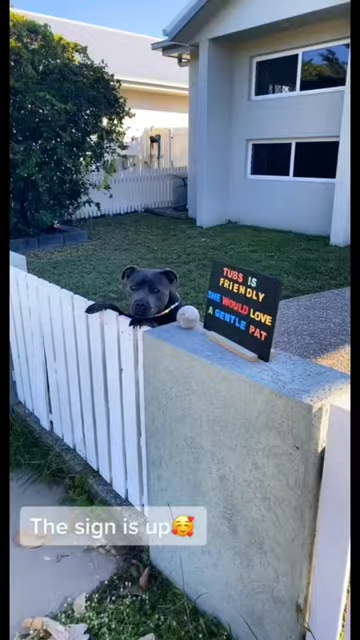 TUBS IS
FRIENDLY
SHE WOULD LOVE
A GENTLE PAT
The sign is up🥰